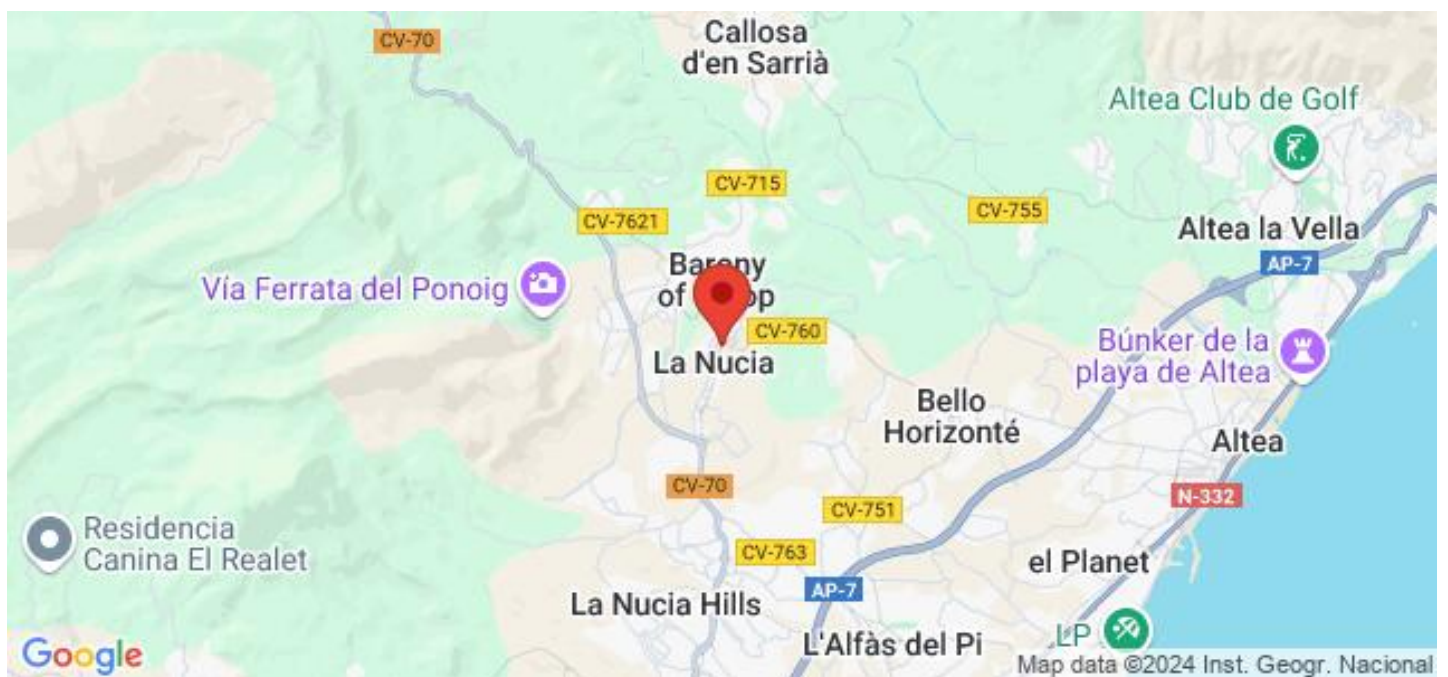 CV-70
Callosa
d'en Sarrià
Altea Club de Golf
CV-715
CV-7621
CV-755
Altea la Vella
AP-7
Barony
of
Vía Ferrata del Ponoig
CV-760
La Nucia
Búnker de la
playa de Altea
Bello
Horizonté
Altea
CV-70
N-332
CV-751
Residencia
Canina El Realet
CV-763
el Planet
AP-7
La Nucia Hills
L'Alfàs del Pi
LP
Google
Map data ©2024 Inst. Geogr. Nacional